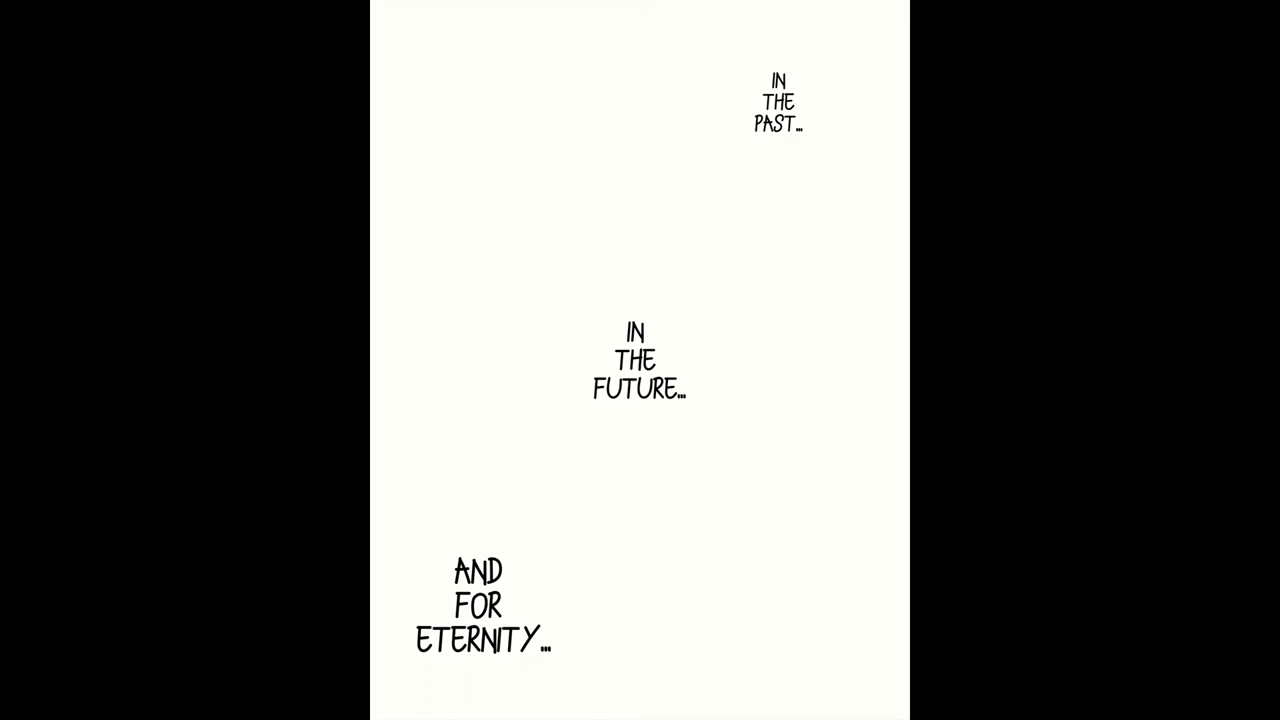 IN
THE
PAST...
IN
THE
FUTURE...
AND
FOR
ETERNITY...